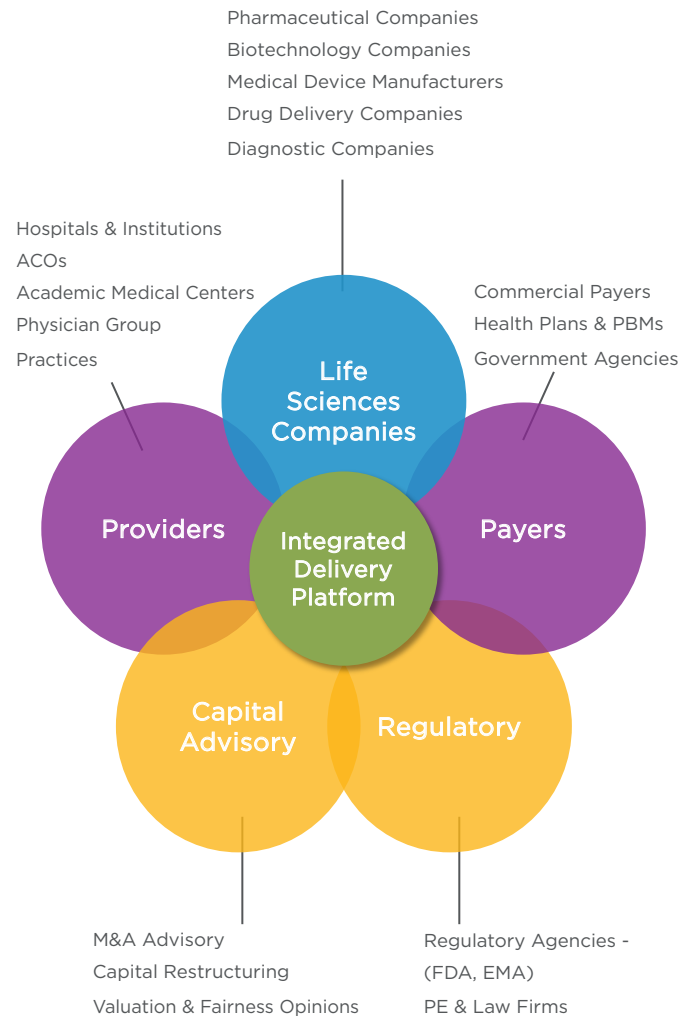 Pharmaceutical Companies
Biotechnology Companies
Medical Device Manufacturers
Drug Delivery Companies
Diagnostic Companies
Hospitals & Institutions
ACOs
Academic Medical Centers
Physician Group
Practices
Commercial Payers
Health Plans & PBMs
Government Agencies
Life
Sciences
Companies
Providers
Integrated
Delivery
Platform
Payers
Capital
Advisory
Regulatory
M&A Advisory
Capital Restructuring
Valuation & Fairness Opinions
Regulatory Agencies -
(FDA, EMA)
PE & Law Firms